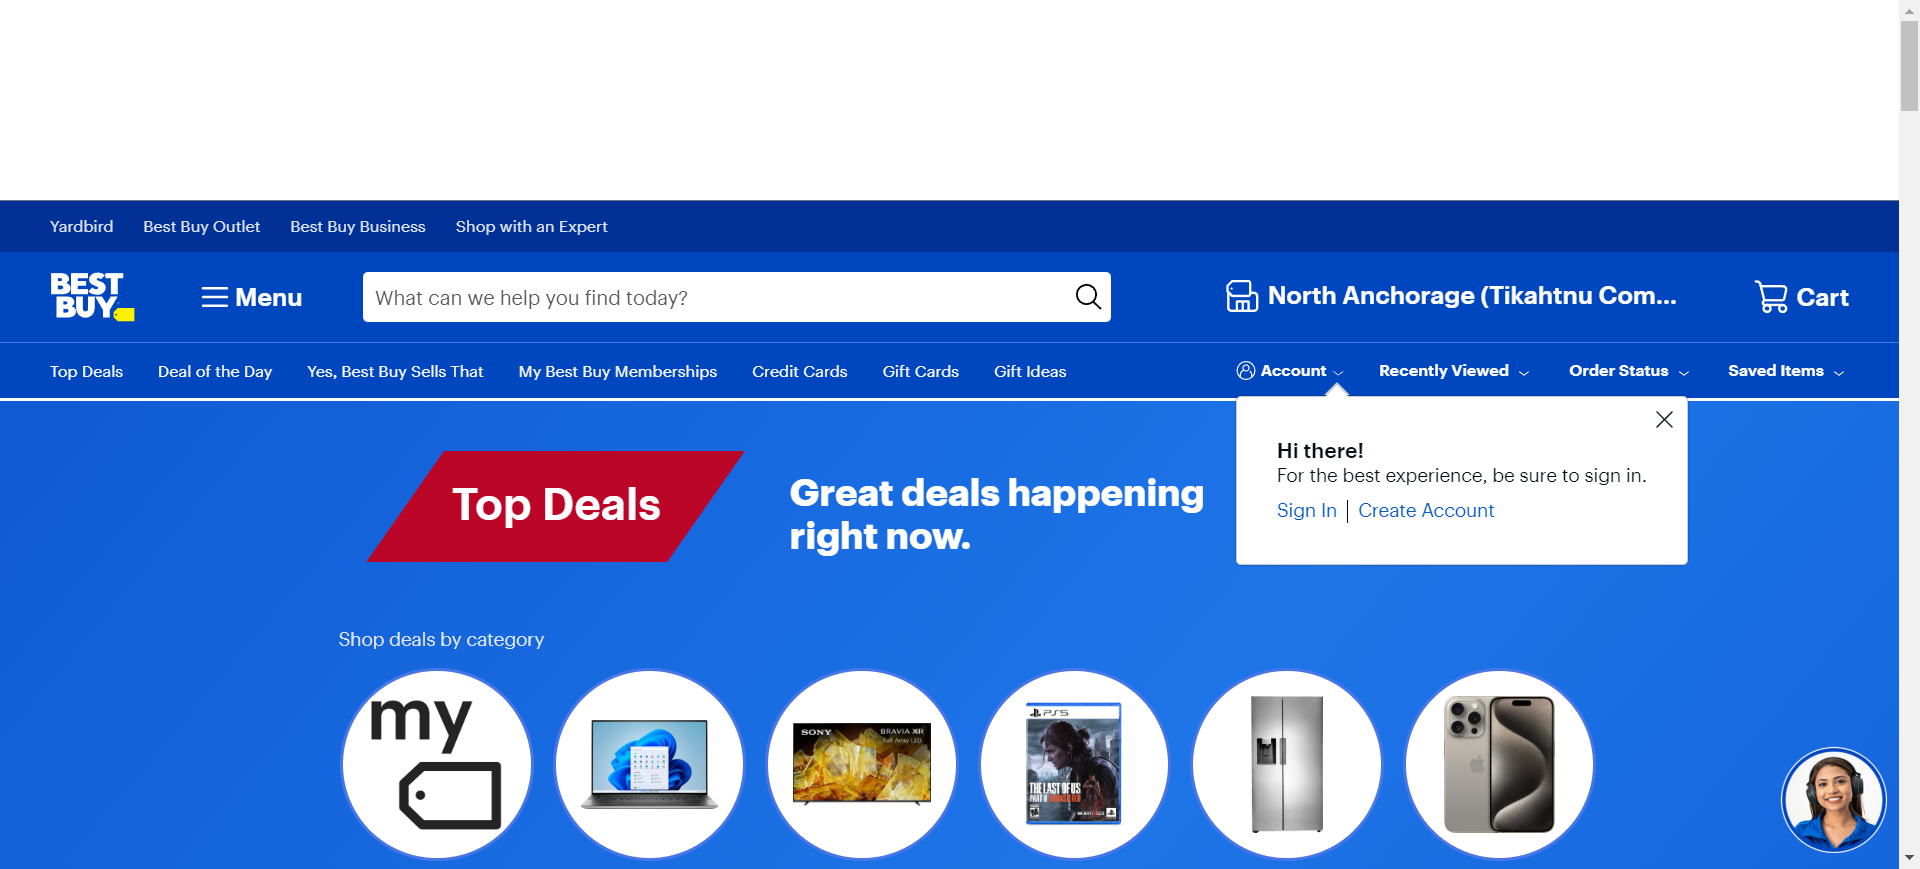 Yardbird Best Buy Outlet Best Buy Business Shop with an Expert
BEST
BUY
Menu
What can we help you find today?
North Anchorage (Tikahtnu Com...
Cart
Top Deals Deal of the Day Yes, Best Buy Sells That My Best Buy Memberships Credit Cards Gift Cards Gift Ideas Account Recently Viewed Order Status Saved Items
Hi there!
For the best experience, be sure to sign in.
Sign In Create Account
Top Deals
Great deals happening
right now.
Shop deals by category
my
SONY BRAVIA XR
Full Array LED
PS5
THE LAST OF US
PART II REMASTERED